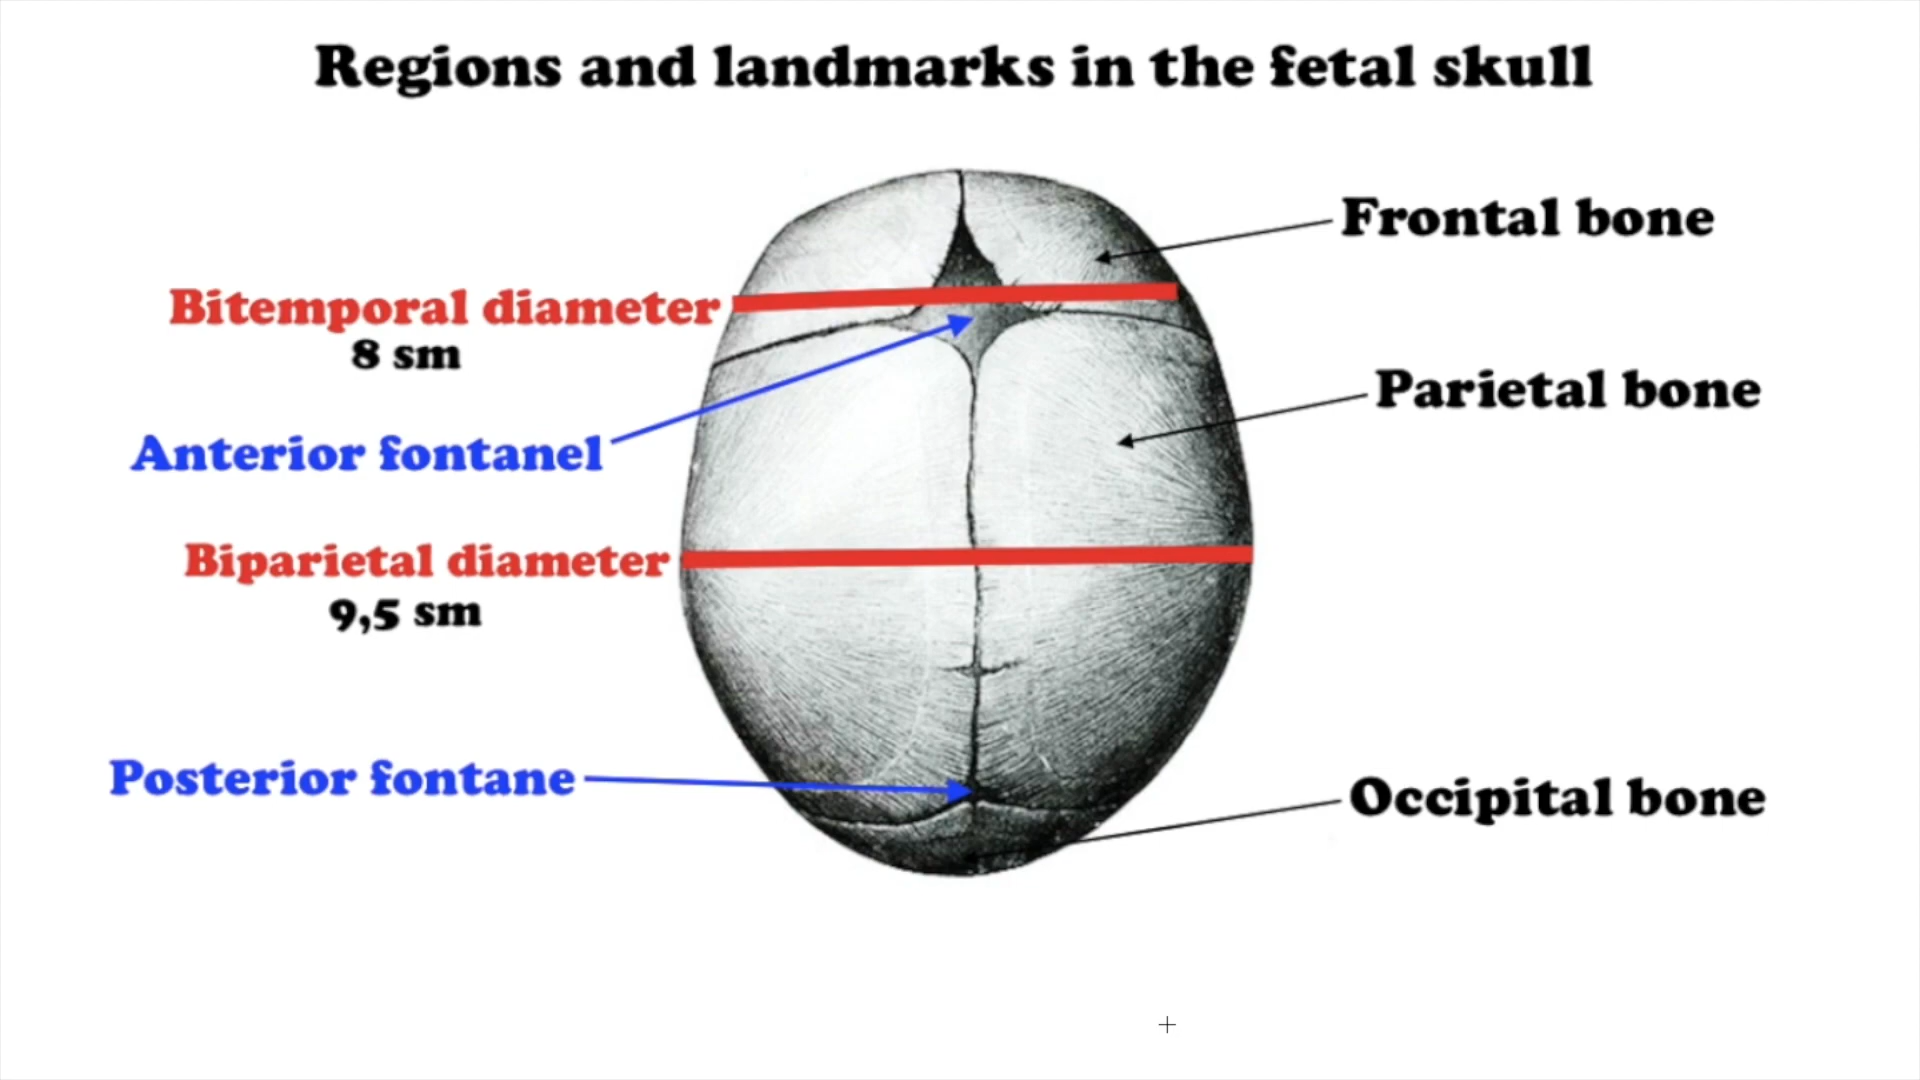 Regions and landmarks in the fetal skull
Frontal bone
Bitemporal diameter
8 sm
Parietal bone
Anterior fontanel
Biparietal diameter
9,5 sm
Posterior fontane
Occipital bone